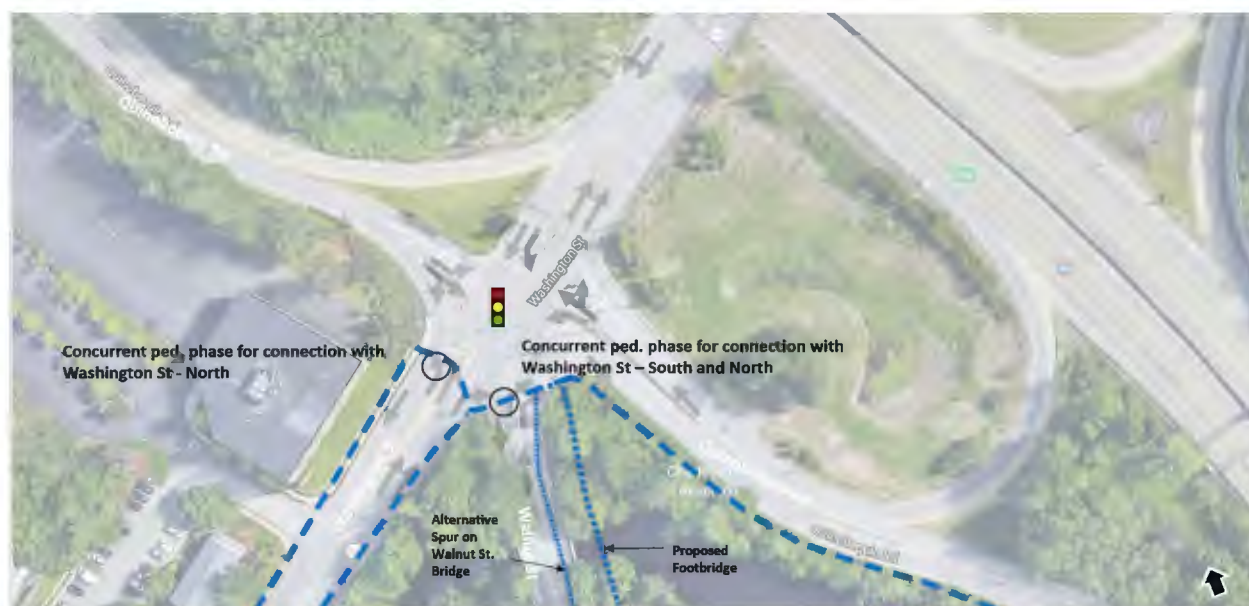 Washington St
Concurrent ped. phase for connection with
Washington St - North
Concurrent ped. phase for connection with
Washington St – South and North
Alternative
Spur on
Walnut St.
Bridge
Proposed
Footbridge